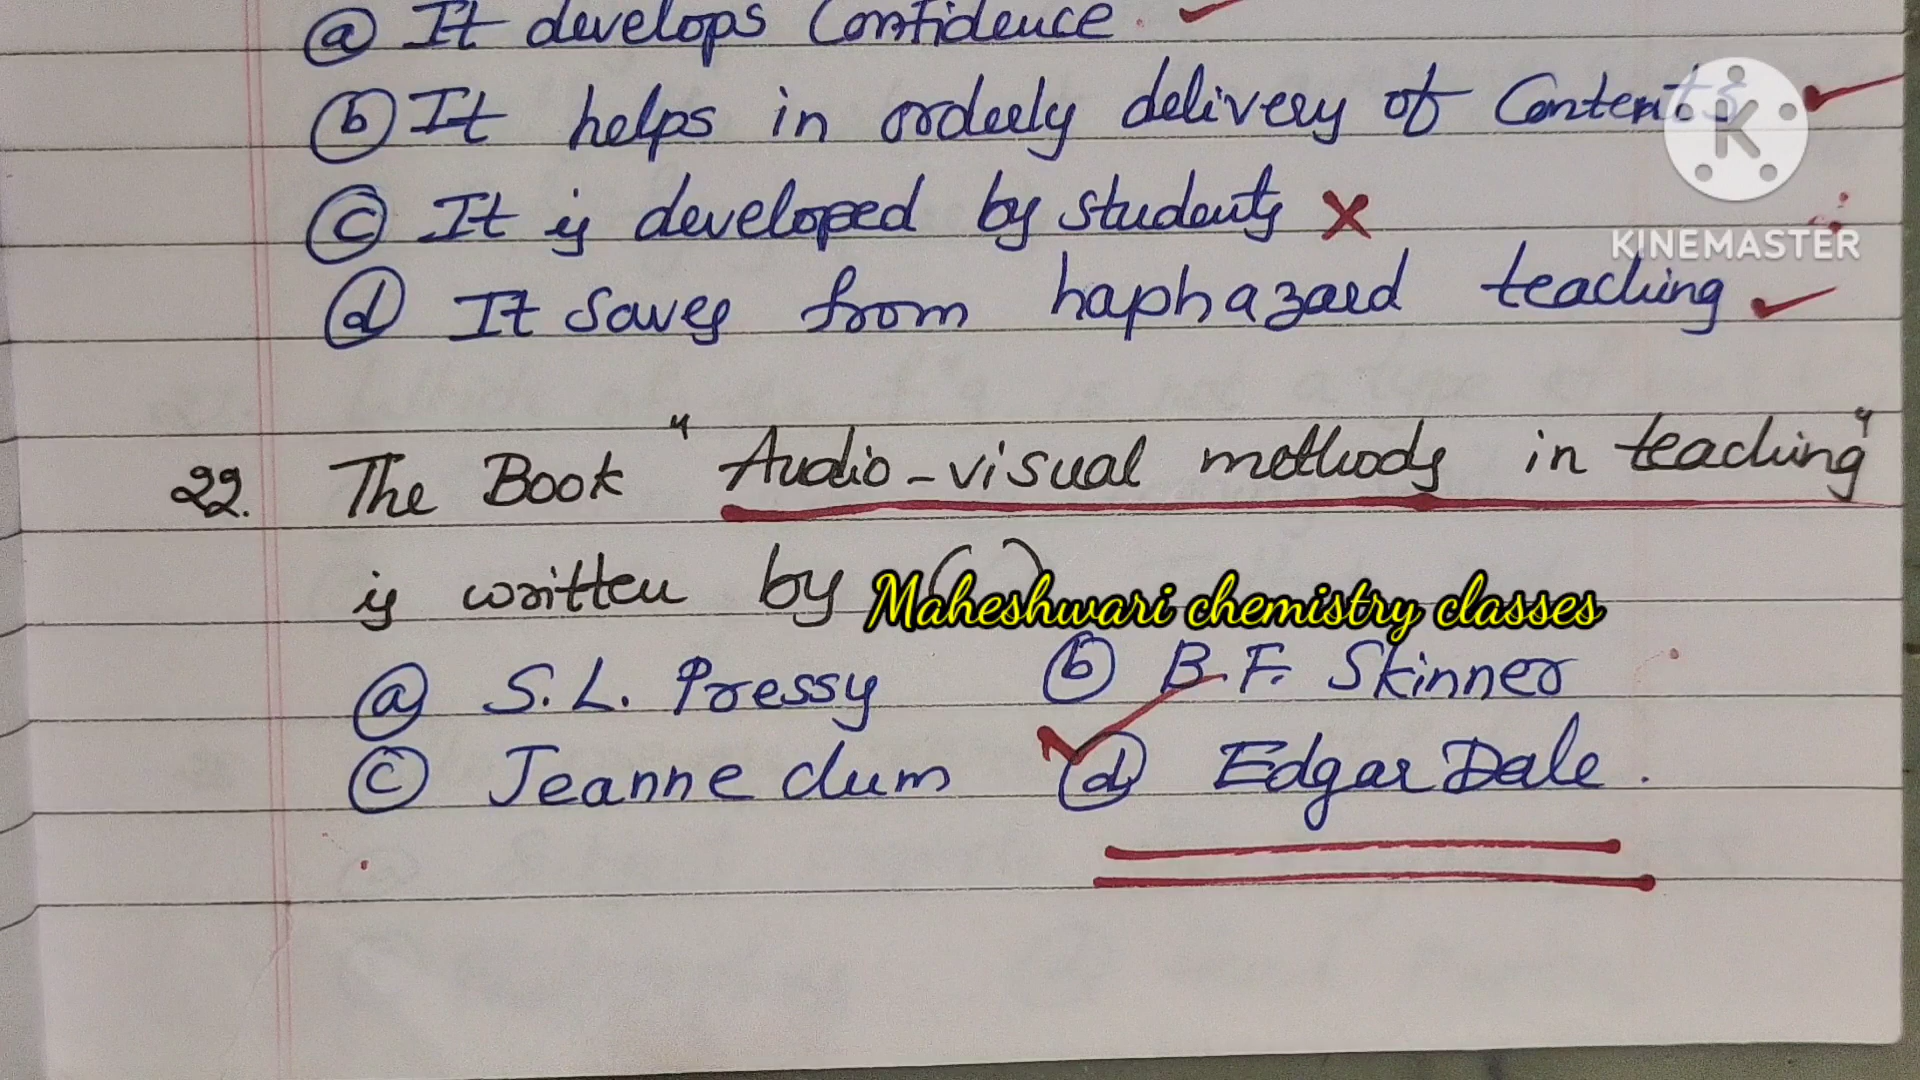 (a) It develops Confidence.
(b) It helps in orderly delivery of Contents
K
(c) It is developed by students ×
KINEMASTER
(d) It saves from haphazard teaching
22. The Book "Audio-visual methods in teaching"
is written by ( )
Maheshwari chemistry classes
(a) S. L. Pressy (b) B. F. Skinner
(c) Jeanne clum (d) Edgar Dale.